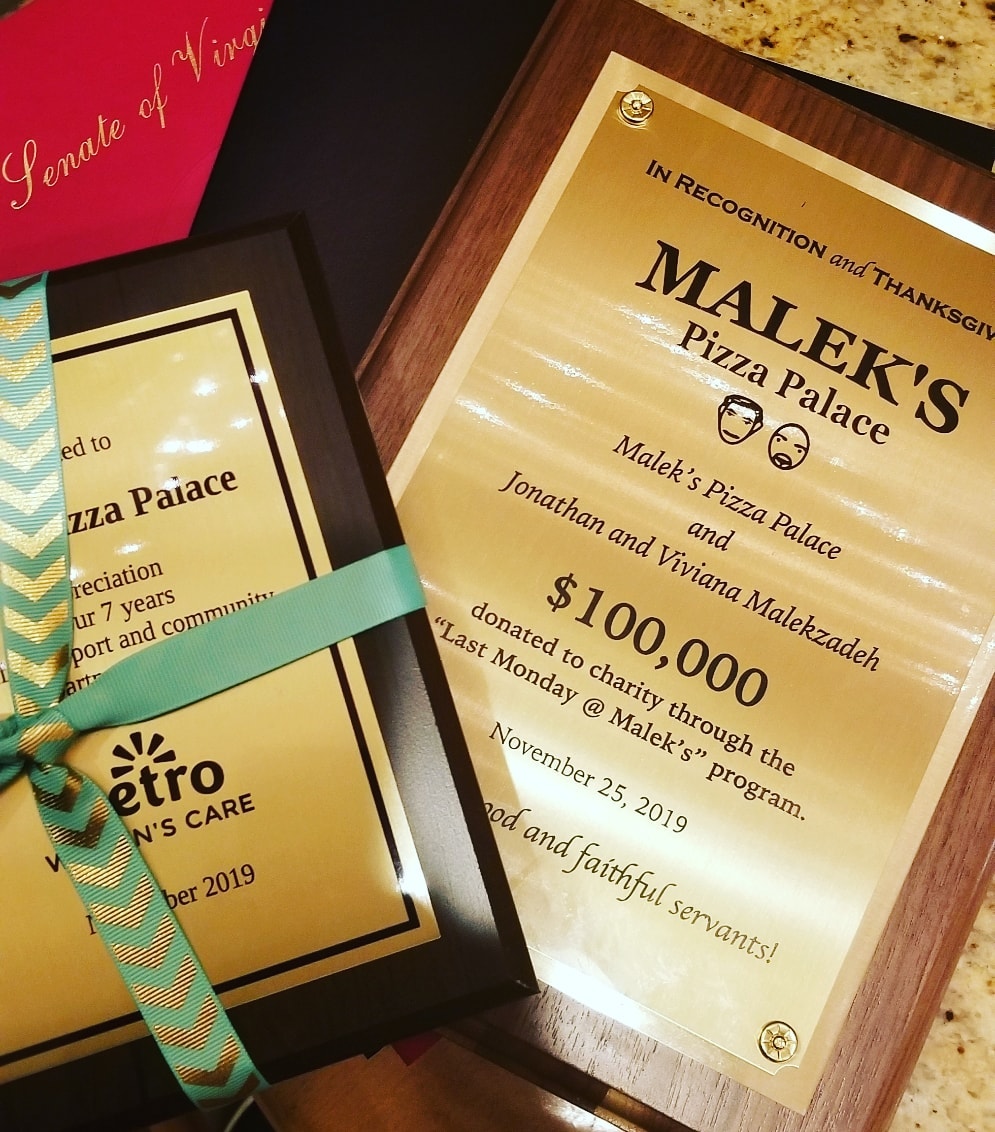 Senate of Virgi
IN RECOGNITION and THANKSGIV
MALEK'S
Pizza Palace
Malek's Pizza Palace
and
Jonathan and Viviana Malekzadeh
$100,000
donated to charity through the
"Last Monday @ Malek's" program.
November 25, 2019
ood and faithful servants!
ed to
zza Palace
reciation
ur 7 years
port and community
artn
etro
W N'S CARE
ber 2019